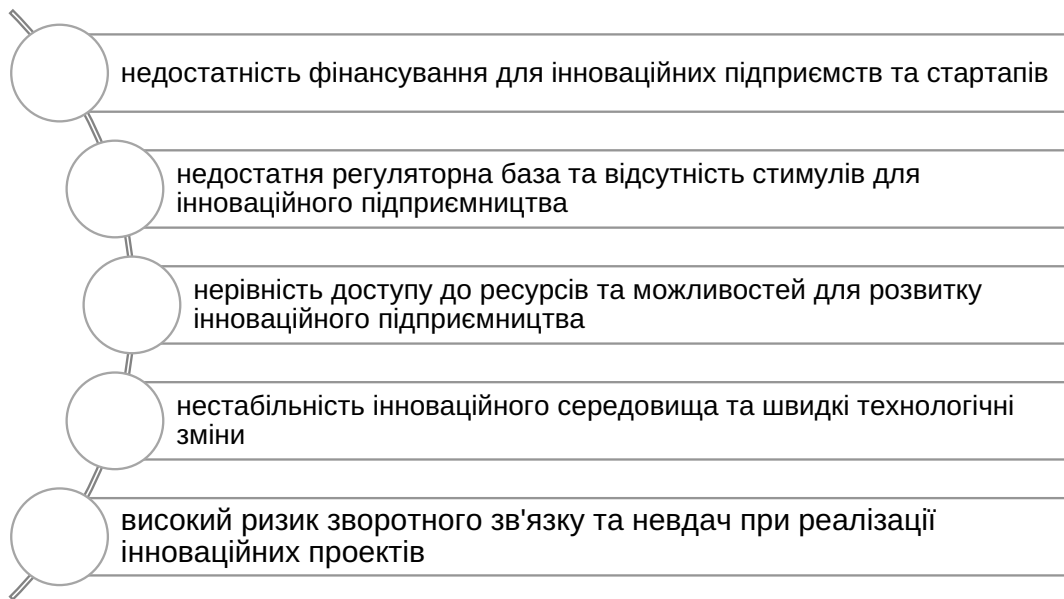 недостатність фінансування для інноваційних підприємств та стартапів
недостатня регуляторна база та відсутність стимулів для
інноваційного підприємництва
нерівність доступу до ресурсів та можливостей для розвитку
інноваційного підприємництва
нестабільність інноваційного середовища та швидкі технологічні
зміни
високий ризик зворотного зв'язку та невдач при реалізації
інноваційних проектів